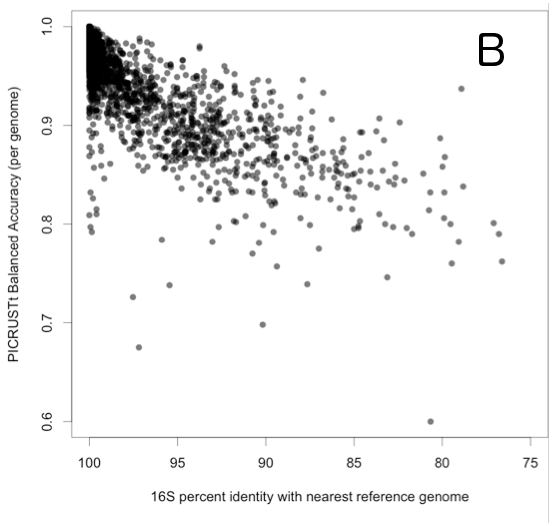 B
1.0
0.9
0.8
0.7
0.6
PICRUSTt Balanced Accuracy (per genome)
100 95 90 85 80 75
16S percent identity with nearest reference genome